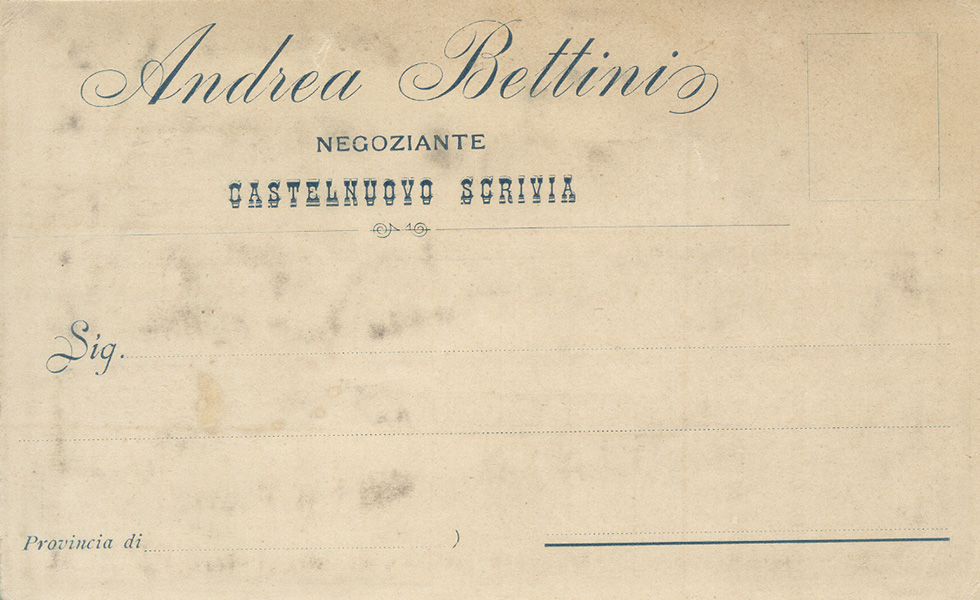 Andrea Bettini
NEGOZIANTE
CASTELNUOVO SCRIVIA
Sig.
Provincia di )